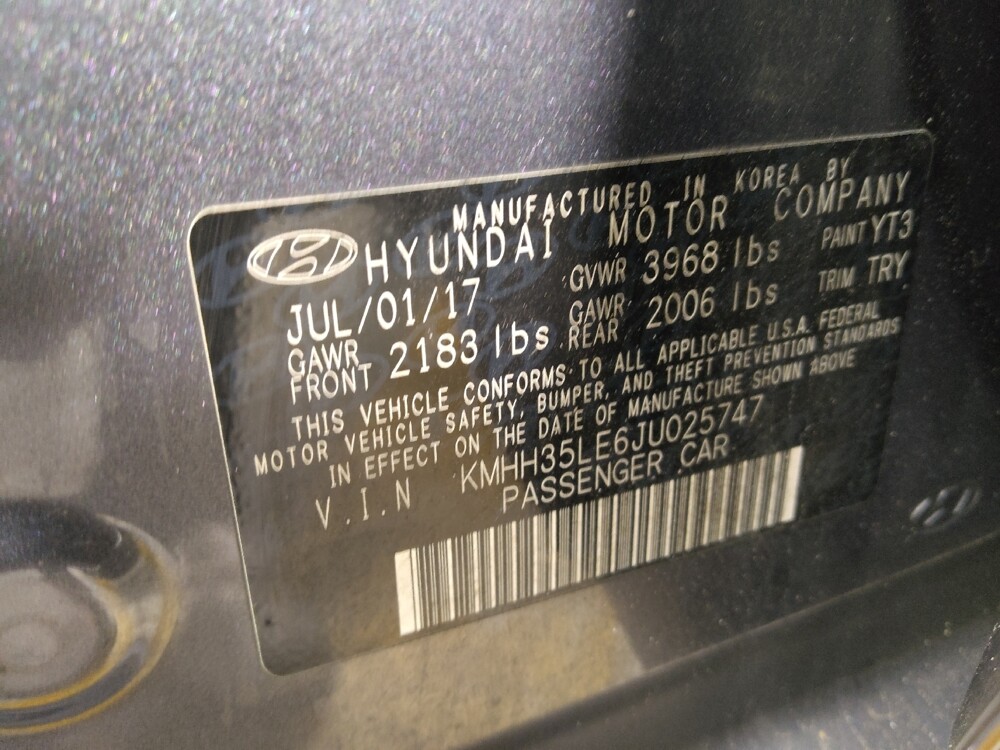 MANUFACTURED IN KOREA BY
HYUNDAI MOTOR COMPANY
JUL/01/17 GVWR 3968 lbs PAINT YT3
GAWR FRONT 2183 lbs GAWR REAR 2006 lbs TRIM TRY
THIS VEHICLE CONFORMS TO ALL APPLICABLE U.S.A. FEDERAL
MOTOR VEHICLE SAFETY, BUMPER, AND THEFT PREVENTION STANDARDS
IN EFFECT ON THE DATE OF MANUFACTURE SHOWN ABOVE
V.I.N KMHH35LE6JU025747
PASSENGER CAR